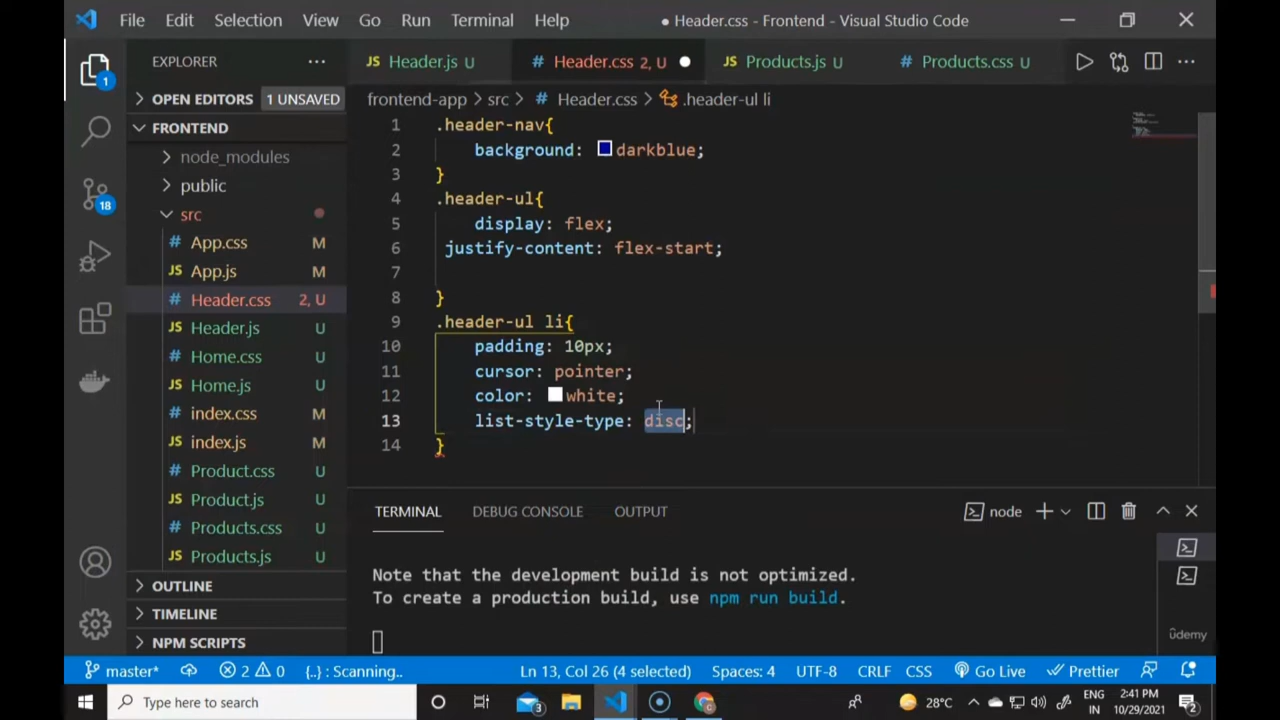 File Edit Selection View Go Run Terminal Help ● Header.css - Frontend - Visual Studio Code
1
EXPLORER ···
JS Header.js U # Header.css 2, U ● JS Products.js U # Products.css U ···
OPEN EDITORS 1 UNSAVED
frontend-app > src > # Header.css > .header-ul li
FRONTEND
node_modules
public
18
src
# App.css M
JS App.js M
# Header.css 2, U
JS Header.js U
# Home.css U
JS Home.js U
# index.css M
JS index.js M
# Product.css U
JS Product.js U
# Products.css U
JS Products.js U
OUTLINE
TIMELINE
NPM SCRIPTS
1 .header-nav{
2 background: darkblue;
3 }
4 .header-ul{
5 display: flex;
6 justify-content: flex-start;
7
8 }
9 .header-ul li{
10 padding: 10px;
11 cursor: pointer;
12 color: white;
13 list-style-type: disc;
14 }
TERMINAL DEBUG CONSOLE OUTPUT node
Note that the development build is not optimized.
To create a production build, use npm run build.
ûdemy
master* 2 0 {..} : Scanning.. Ln 13, Col 26 (4 selected) Spaces: 4 UTF-8 CRLF CSS Go Live Prettier
Type here to search 3 28°C ENG IN 2:41 PM 10/29/2021 2